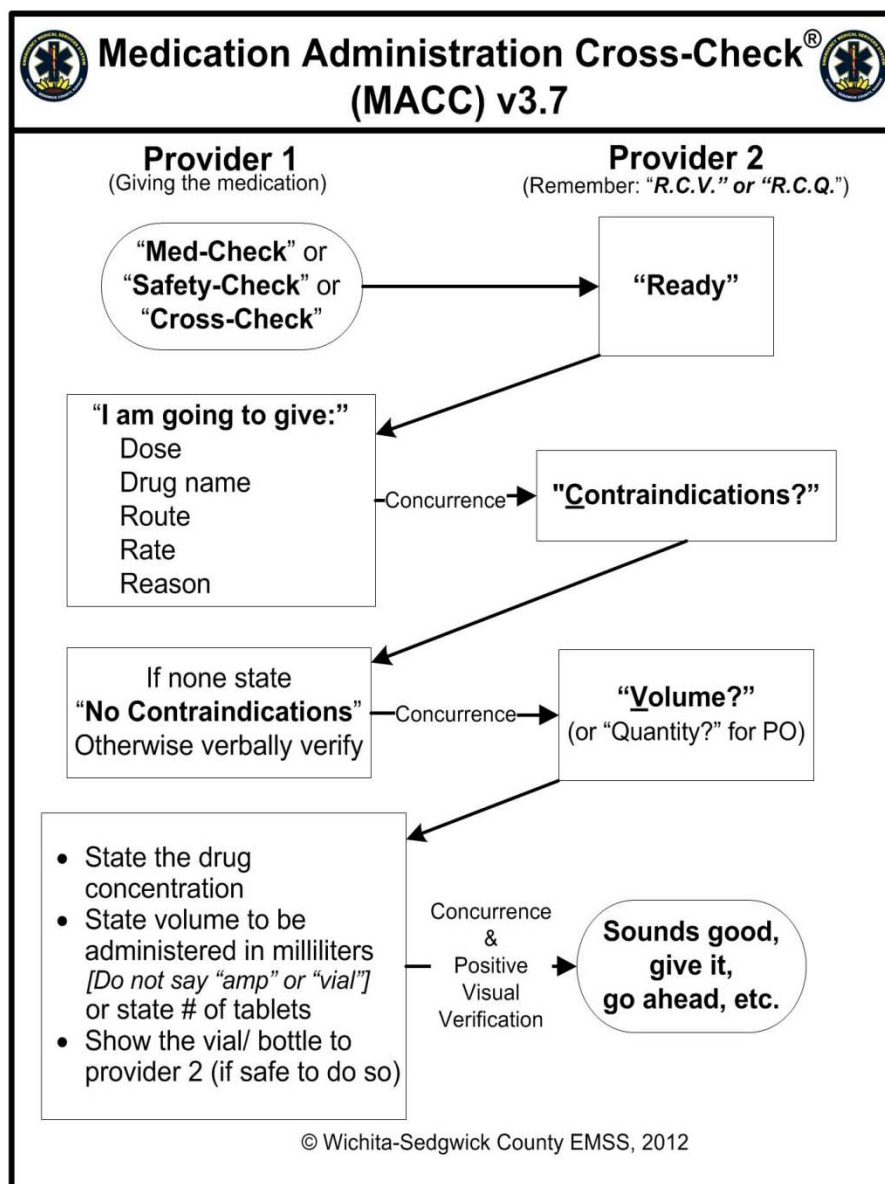 Medication Administration Cross-Check®
(MACC) v3.7
Provider 1
(Giving the medication)
Provider 2
(Remember: “R.C.V.” or “R.C.Q.”)
“Med-Check” or
“Safety-Check” or
“Cross-Check”
“Ready”
“I am going to give:”
Dose
Drug name
Route
Rate
Reason
Concurrence
"Contraindications?”
If none state
“No Contraindications”
Otherwise verbally verify
Concurrence
“Volume?”
(or “Quantity?” for PO)
• State the drug
concentration
• State volume to be
administered in milliliters
[Do not say “amp” or “vial”]
or state # of tablets
• Show the vial/ bottle to
provider 2 (if safe to do so)
Concurrence
&
Positive
Visual
Verification
Sounds good,
give it,
go ahead, etc.
© Wichita-Sedgwick County EMSS, 2012